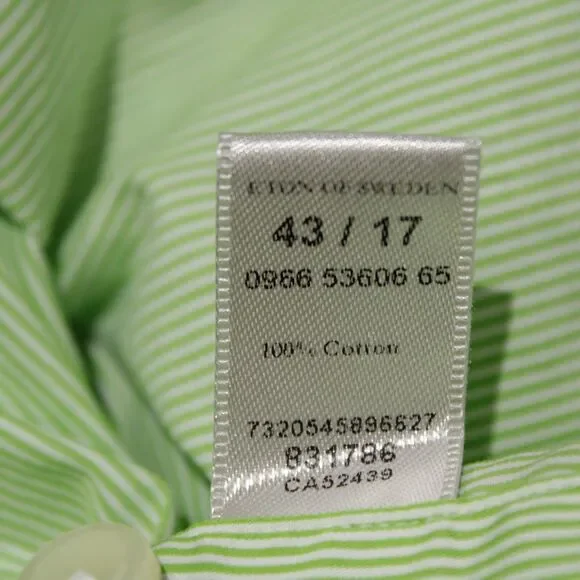 ETON OF SWEDEN
43 / 17
0966 53606 65
100% Cotton
7320545896627
831786
CA52439